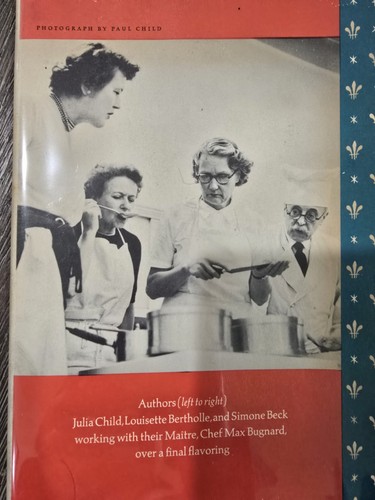 PHOTOGRAPH BY PAUL CHILD
Authors (left to right)
Julia Child, Louisette Bertholle, and Simone Beck
working with their Maître, Chef Max Bugnard,
over a final flavoring